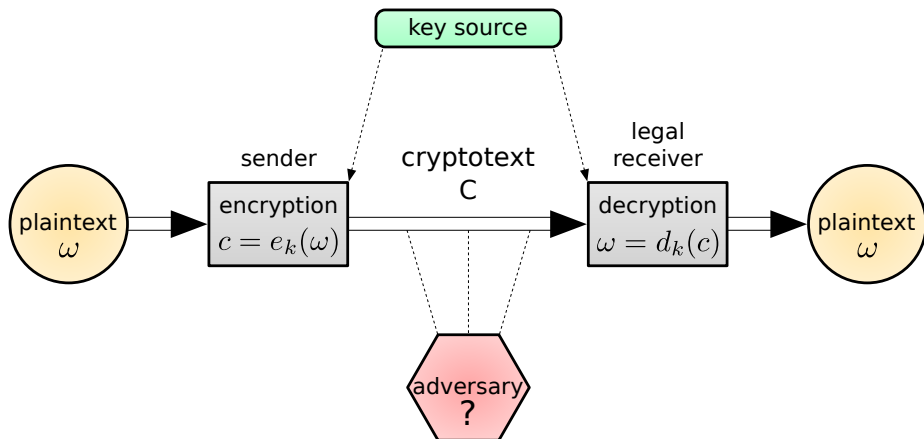 key source
sender
cryptotext
C
legal
receiver
plaintext
ω
encryption
c = e_k(ω)
decryption
ω = d_k(c)
plaintext
ω
adversary
?